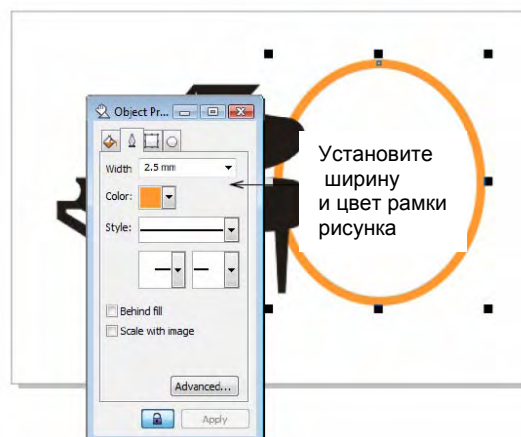 Object Pr...
Width 2.5 mm
Color:
Style:
Behind fill
Scale with image
Advanced...
Apply
Установите
ширину
и цвет рамки
рисунка